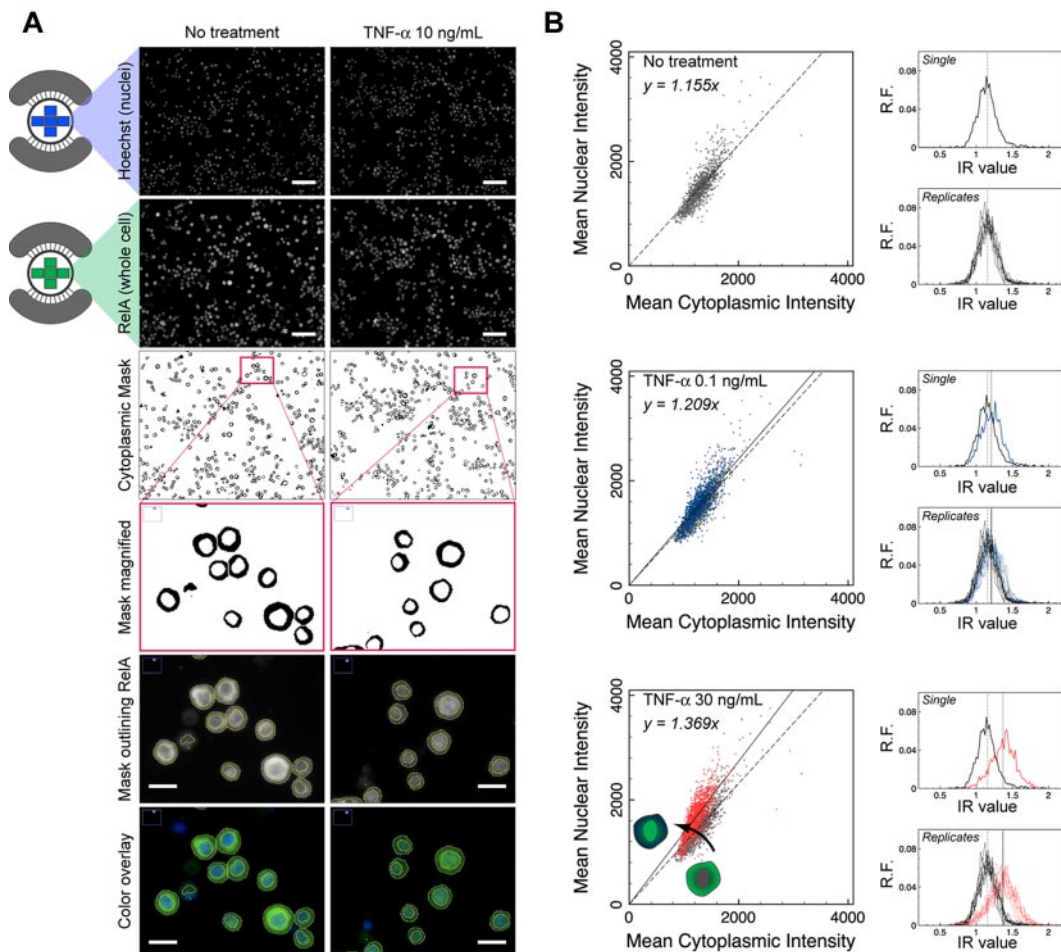 A
No treatment
TNF-α 10 ng/mL
Hoechst (nuclei)
RelA (whole cell)
Cytoplasmic Mask
Mask magnified
Mask outlining RelA
Color overlay
B
4000
2000
0
Mean Nuclear Intensity
No treatment
y = 1.155x
0
2000
4000
Mean Cytoplasmic Intensity
Single
0.08
0.04
R.F.
0.5
1
1.5
2
IR value
Replicates
0.08
0.04
R.F.
0.5
1
1.5
2
IR value
4000
2000
0
Mean Nuclear Intensity
TNF-α 0.1 ng/mL
y = 1.209x
0
2000
4000
Mean Cytoplasmic Intensity
Single
0.08
0.04
R.F.
0.5
1
1.5
2
IR value
Replicates
0.08
0.04
R.F.
0.5
1
1.5
2
IR value
4000
2000
0
Mean Nuclear Intensity
TNF-α 30 ng/mL
y = 1.369x
0
2000
4000
Mean Cytoplasmic Intensity
Single
0.08
0.04
R.F.
0.5
1
1.5
2
IR value
Replicates
0.08
0.04
R.F.
0.5
1
1.5
2
IR value